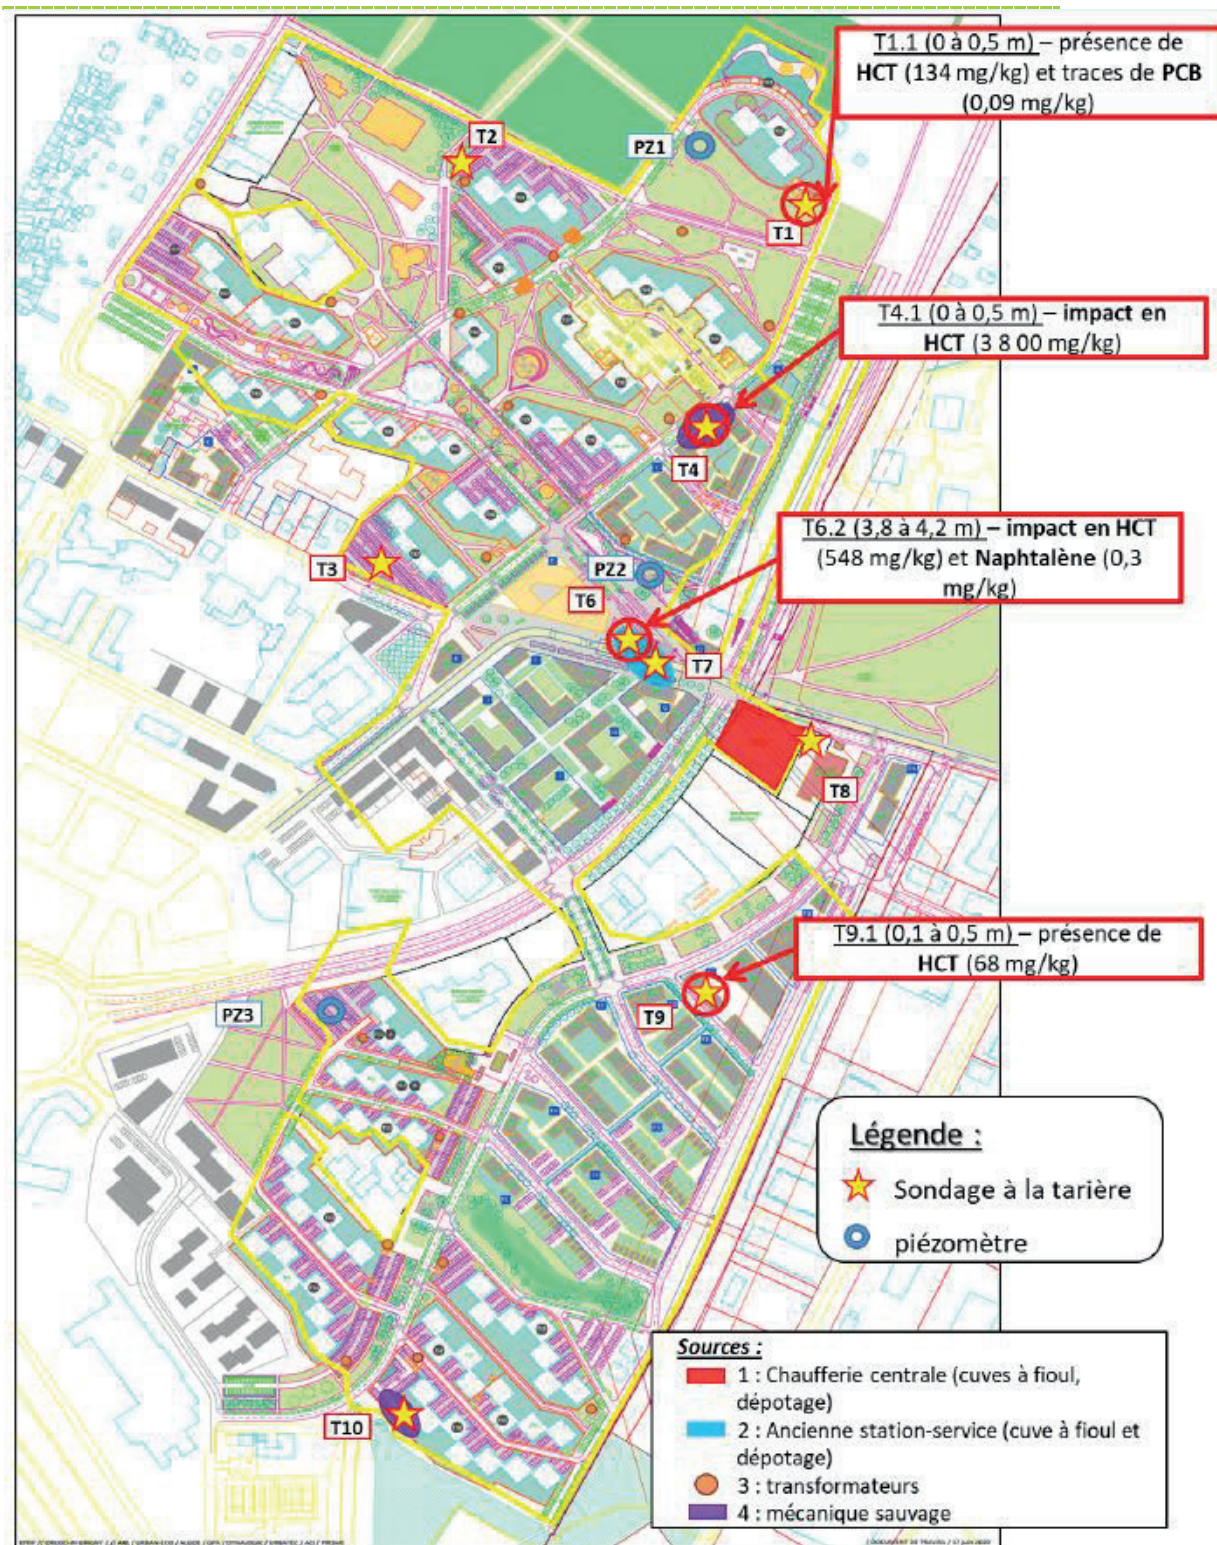 T1.1 (0 à 0,5 m) – présence de
HCT (134 mg/kg) et traces de PCB
(0,09 mg/kg)
T2
PZ1
T1
T4.1 (0 à 0,5 m) – impact en
HCT (3 8 00 mg/kg)
T4
T6.2 (3,8 à 4,2 m) – impact en HCT
(548 mg/kg) et Naphtalène (0,3
mg/kg)
T3
PZ2
T6
T7
T8
T9.1 (0,1 à 0,5 m) – présence de
HCT (68 mg/kg)
PZ3
T9
Légende :
Sondage à la tarière
piézomètre
T10
Sources :
1 : Chaufferie centrale (cuves à fioul,
dépotage)
2 : Ancienne station-service (cuve à fioul et
dépotage)
3 : transformateurs
4 : mécanique sauvage